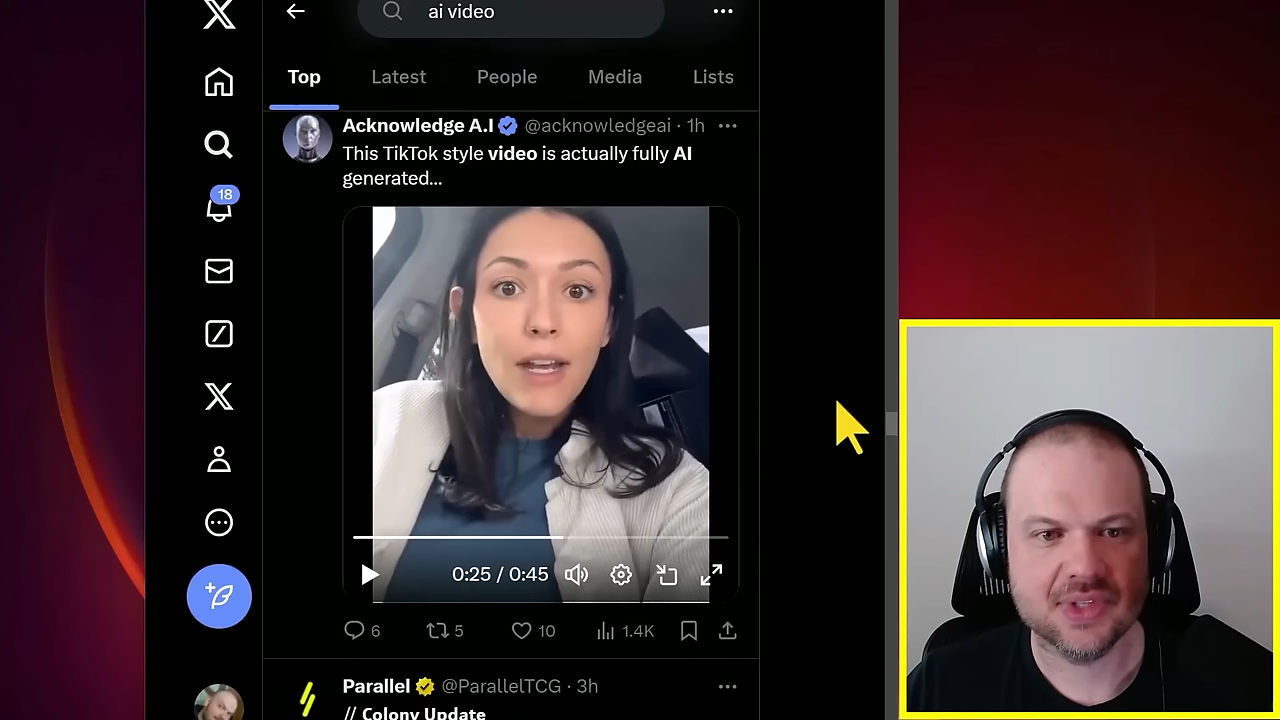 ai video
Top Latest People Media Lists
Acknowledge A.I @acknowledgeai · 1h
This TikTok style video is actually fully AI
generated...
18
0:25 / 0:45
6 5 10 1.4K
Parallel @ParallelTCG · 3h
// Colony Update